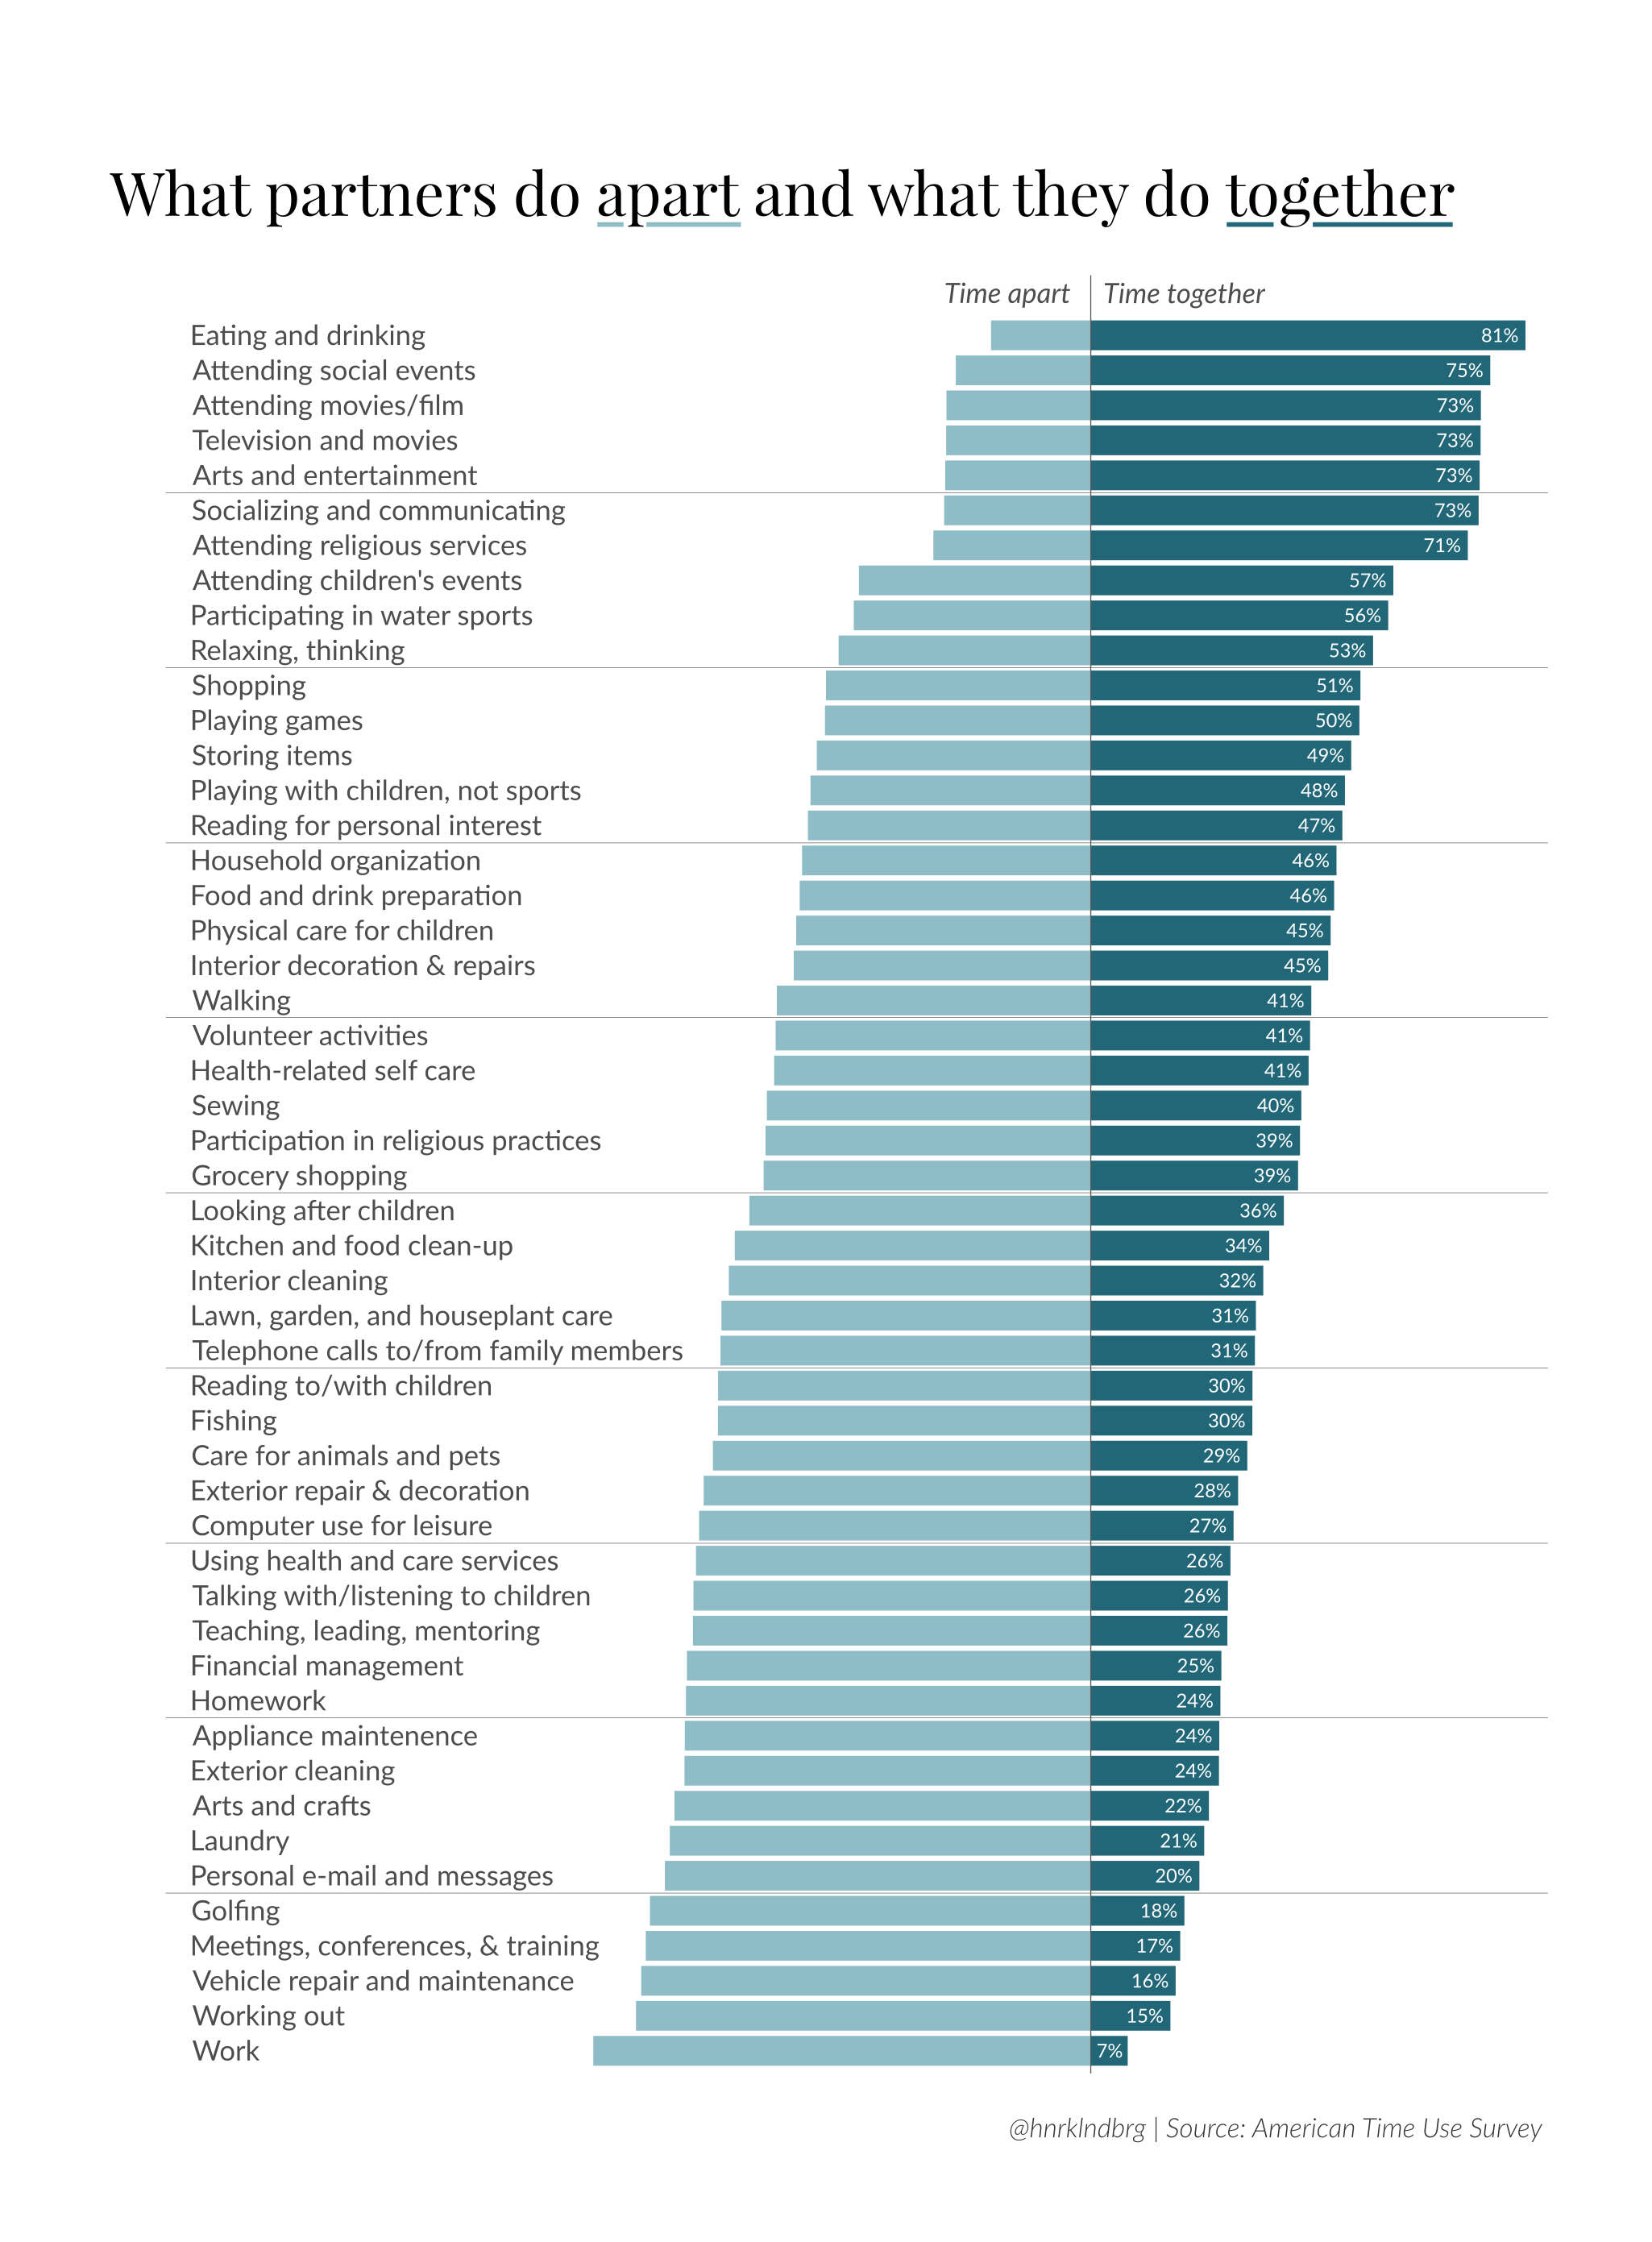 What partners do apart and what they do together
Time apart Time together
Eating and drinking 81%
Attending social events 75%
Attending movies/film 73%
Television and movies 73%
Arts and entertainment 73%
Socializing and communicating 73%
Attending religious services 71%
Attending children's events 57%
Participating in water sports 56%
Relaxing, thinking 53%
Shopping 51%
Playing games 50%
Storing items 49%
Playing with children, not sports 48%
Reading for personal interest 47%
Household organization 46%
Food and drink preparation 46%
Physical care for children 45%
Interior decoration & repairs 45%
Walking 41%
Volunteer activities 41%
Health-related self care 41%
Sewing 40%
Participation in religious practices 39%
Grocery shopping 39%
Looking after children 36%
Kitchen and food clean-up 34%
Interior cleaning 32%
Lawn, garden, and houseplant care 31%
Telephone calls to/from family members 31%
Reading to/with children 30%
Fishing 30%
Care for animals and pets 29%
Exterior repair & decoration 28%
Computer use for leisure 27%
Using health and care services 26%
Talking with/listening to children 26%
Teaching, leading, mentoring 26%
Financial management 25%
Homework 24%
Appliance maintenence 24%
Exterior cleaning 24%
Arts and crafts 22%
Laundry 21%
Personal e-mail and messages 20%
Golfing 18%
Meetings, conferences, & training 17%
Vehicle repair and maintenance 16%
Working out 15%
Work 7%
@hnrklndbrg | Source: American Time Use Survey